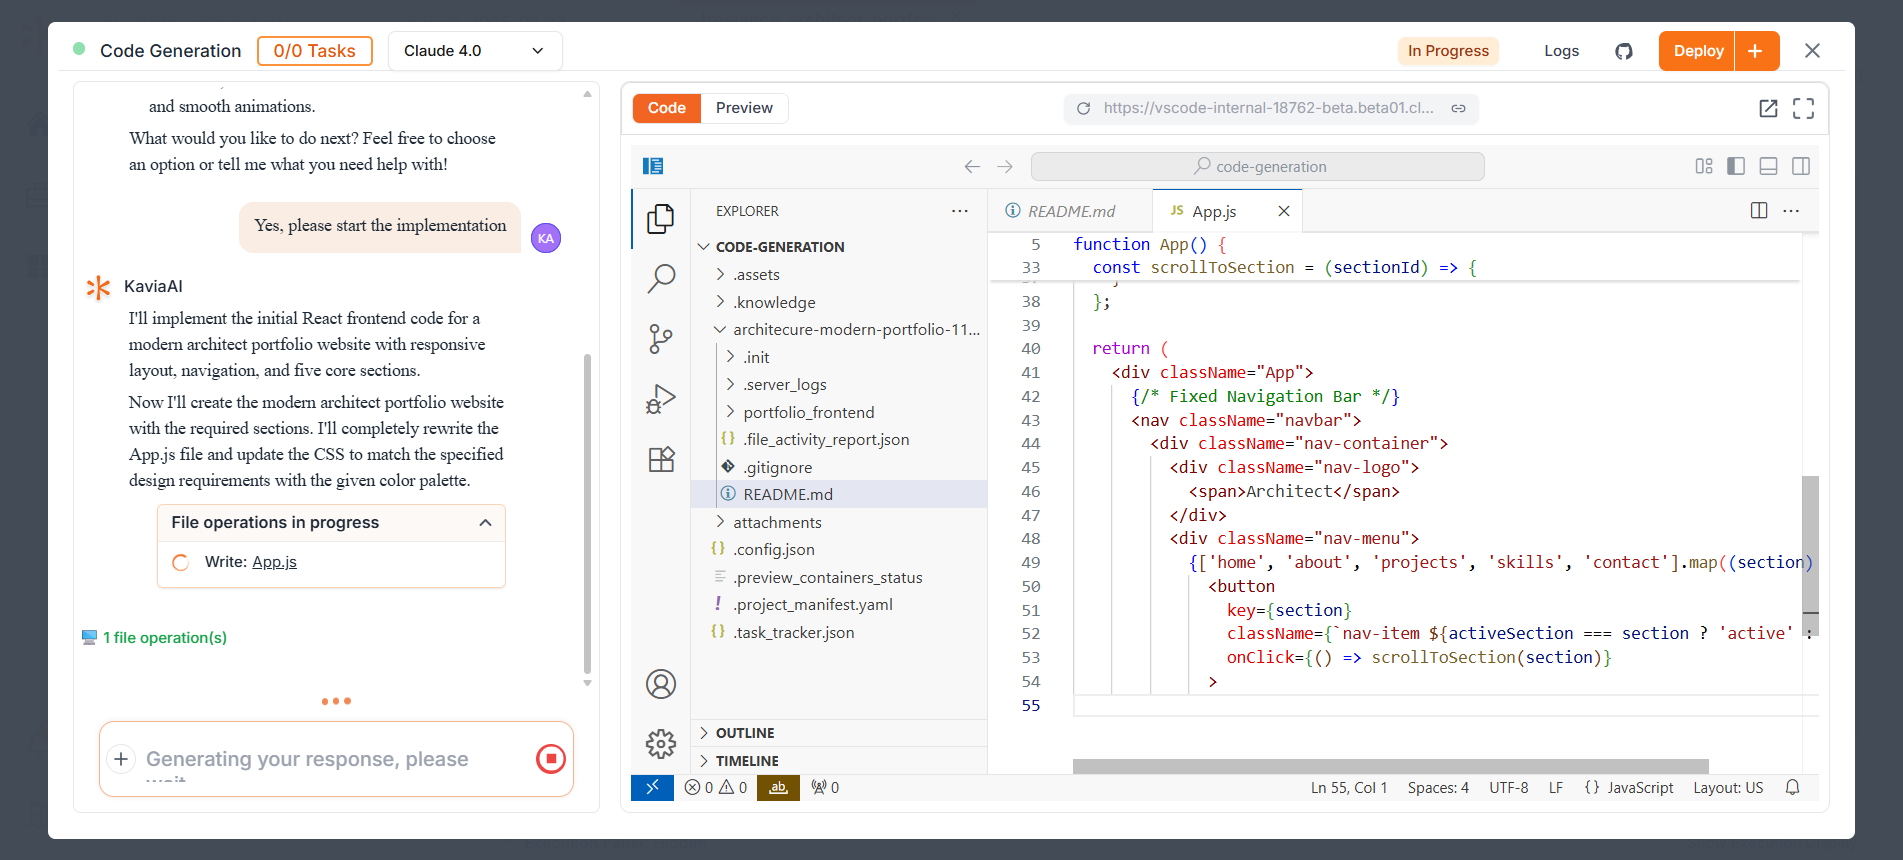 Code Generation
0/0 Tasks
Claude 4.0
In Progress
Logs
Deploy
+
and smooth animations.
What would you like to do next? Feel free to choose
an option or tell me what you need help with!
Yes, please start the implementation
KA
KaviaAI
I'll implement the initial React frontend code for a
modern architect portfolio website with responsive
layout, navigation, and five core sections.
Now I'll create the modern architect portfolio website
with the required sections. I'll completely rewrite the
App.js file and update the CSS to match the specified
design requirements with the given color palette.
File operations in progress
Write: App.js
1 file operation(s)
Generating your response, please
wait
Code
Preview
https://vscode-internal-18762-beta.beta01.cl...
code-generation
EXPLORER
CODE-GENERATION
.assets
.knowledge
architecure-modern-portfolio-11...
.init
.server_logs
portfolio_frontend
{} .file_activity_report.json
.gitignore
README.md
attachments
{} .config.json
.preview_containers_status
! .project_manifest.yaml
{} .task_tracker.json
OUTLINE
TIMELINE
README.md
JS App.js
5 function App() {
33 const scrollToSection = (sectionId) => {
38 };
39
40 return (
41 <div className="App">
42 {/* Fixed Navigation Bar */}
43 <nav className="navbar">
44 <div className="nav-container">
45 <div className="nav-logo">
46 <span>Architect</span>
47 </div>
48 <div className="nav-menu">
49 {['home', 'about', 'projects', 'skills', 'contact'].map((section)
50 <button
51 key={section}
52 className={`nav-item ${activeSection === section ? 'active' :
53 onClick={() => scrollToSection(section)}
54 >
55
0 0
ab
0
Ln 55, Col 1
Spaces: 4
UTF-8
LF
{} JavaScript
Layout: US